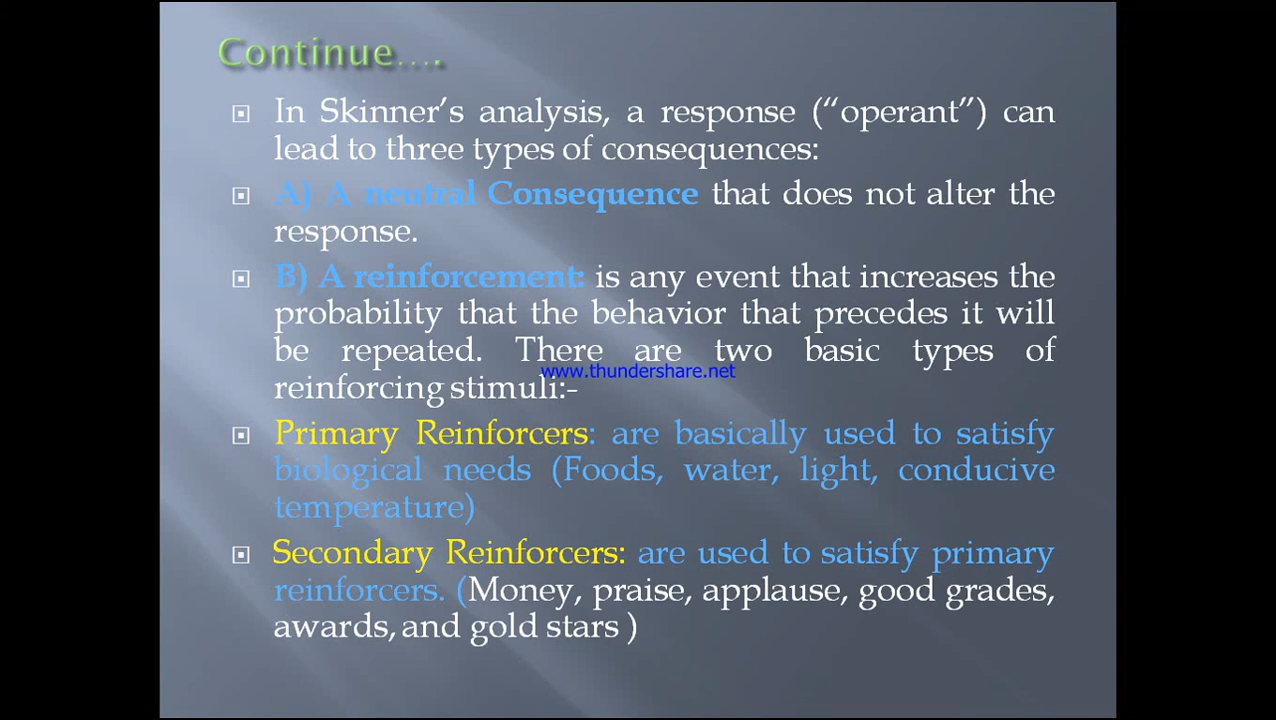 Continue….
In Skinner’s analysis, a response (“operant”) can
lead to three types of consequences:
A) A neutral Consequence that does not alter the
response.
B) A reinforcement: is any event that increases the
probability that the behavior that precedes it will
be repeated. There are two basic types of
www.thundershare.net
reinforcing stimuli:-
Primary Reinforcers: are basically used to satisfy
biological needs (Foods, water, light, conducive
temperature)
Secondary Reinforcers: are used to satisfy primary
reinforcers. (Money, praise, applause, good grades,
awards, and gold stars )